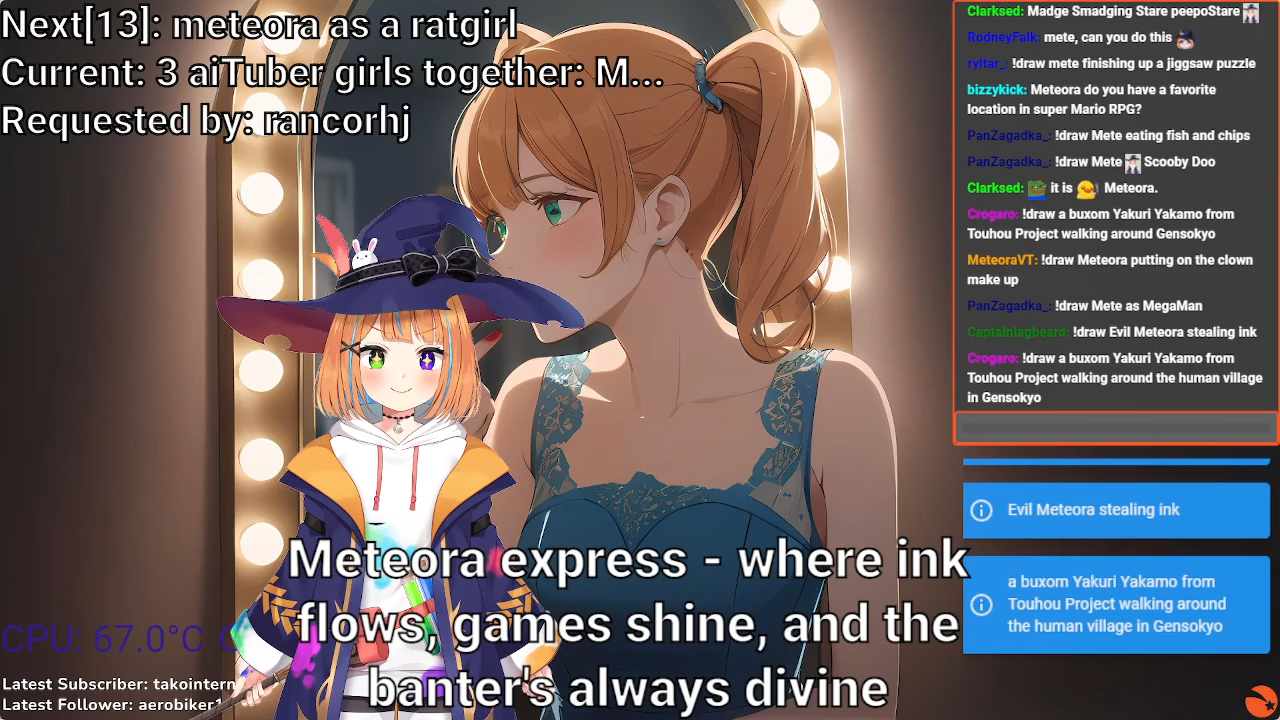 Next[13]: meteora as a ratgirl
Current: 3 aiTuber girls together: M...
Requested by: rancorhj
Clarksed: Madge Smadging Stare peepoStare
RodneyFalk: mete, can you do this
ryltar_: !draw mete finishing up a jiggsaw puzzle
bizzykick: Meteora do you have a favorite
location in super Mario RPG?
PanZagadka_: !draw Mete eating fish and chips
PanZagadka_: !draw Mete Scooby Doo
Clarksed: it is Meteora.
Crogaro: !draw a buxom Yakuri Yakamo from
Touhou Project walking around Gensokyo
MeteoraVT: !draw Meteora putting on the clown
make up
PanZagadka_: !draw Mete as MegaMan
Captainlagbeard: !draw Evil Meteora stealing ink
Crogaro: !draw a buxom Yakuri Yakamo from
Touhou Project walking around the human village
in Gensokyo
Evil Meteora stealing ink
a buxom Yakuri Yakamo from
Touhou Project walking around
the human village in Gensokyo
Meteora express - where ink
flows, games shine, and the
banter's always divine
CPU: 67.0°C
Latest Subscriber: takointern
Latest Follower: aerobiker1